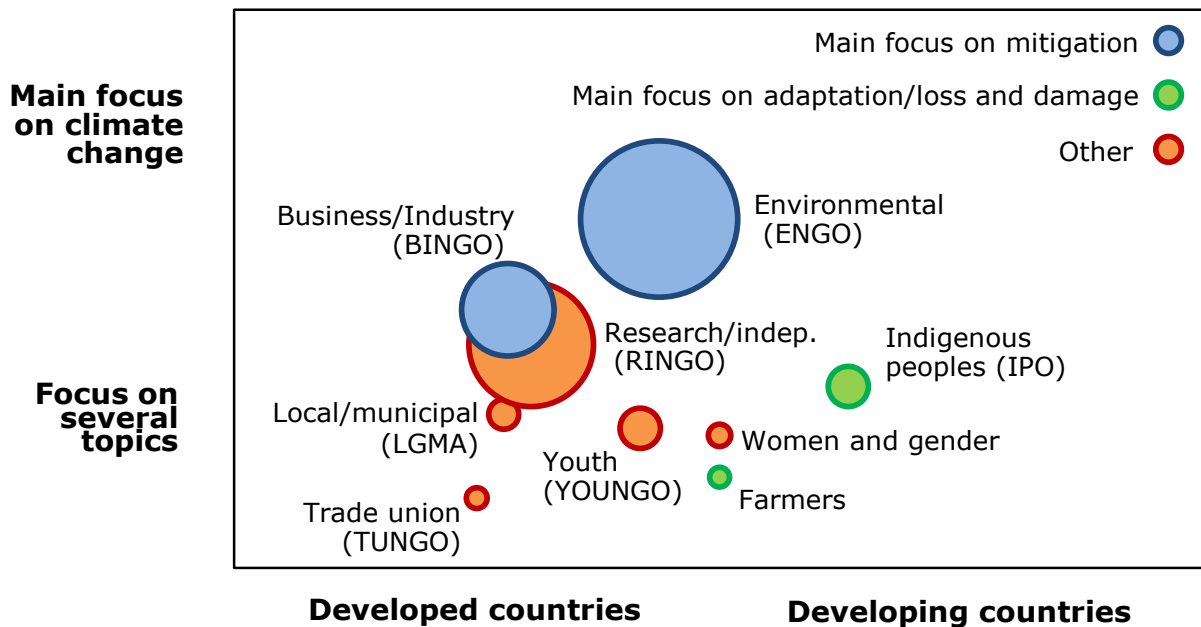 Main focus on mitigation
Main focus on adaptation/loss and damage
Other
Main focus
on climate
change
Environmental
(ENGO)
Business/Industry
(BINGO)
Research/indep.
(RINGO)
Indigenous
peoples (IPO)
Focus on
several
topics
Local/municipal
(LGMA)
Women and gender
Youth
(YOUNGO)
Farmers
Trade union
(TUNGO)
Developed countries
Developing countries